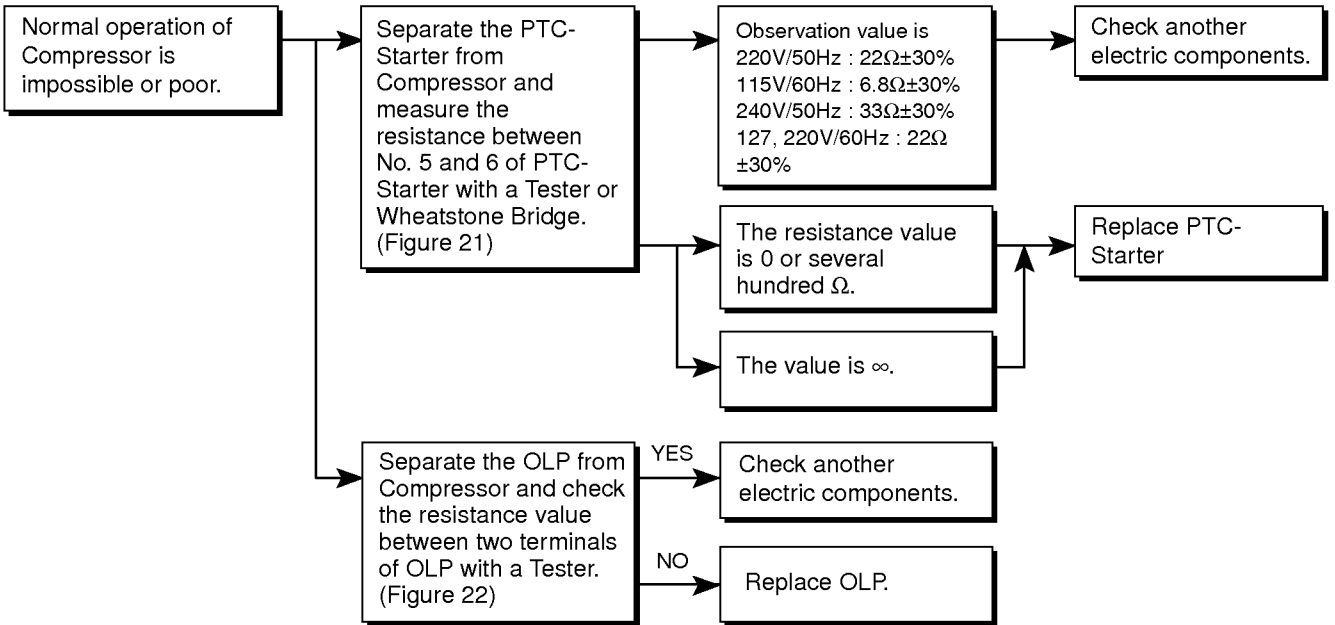 Normal operation of
Compressor is
impossible or poor.
Separate the PTC-
Starter from
Compressor and
measure the
resistance between
No. 5 and 6 of PTC-
Starter with a Tester or
Wheatstone Bridge.
(Figure 21)
Observation value is
220V/50Hz : 22Ω±30%
115V/60Hz : 6.8Ω±30%
240V/50Hz : 33Ω±30%
127, 220V/60Hz : 22Ω
±30%
Check another
electric components.
The resistance value
is 0 or several
hundred Ω.
The value is ∞.
Replace PTC-
Starter
Separate the OLP from
Compressor and check
the resistance value
between two terminals
of OLP with a Tester.
(Figure 22)
YES
Check another
electric components.
NO
Replace OLP.